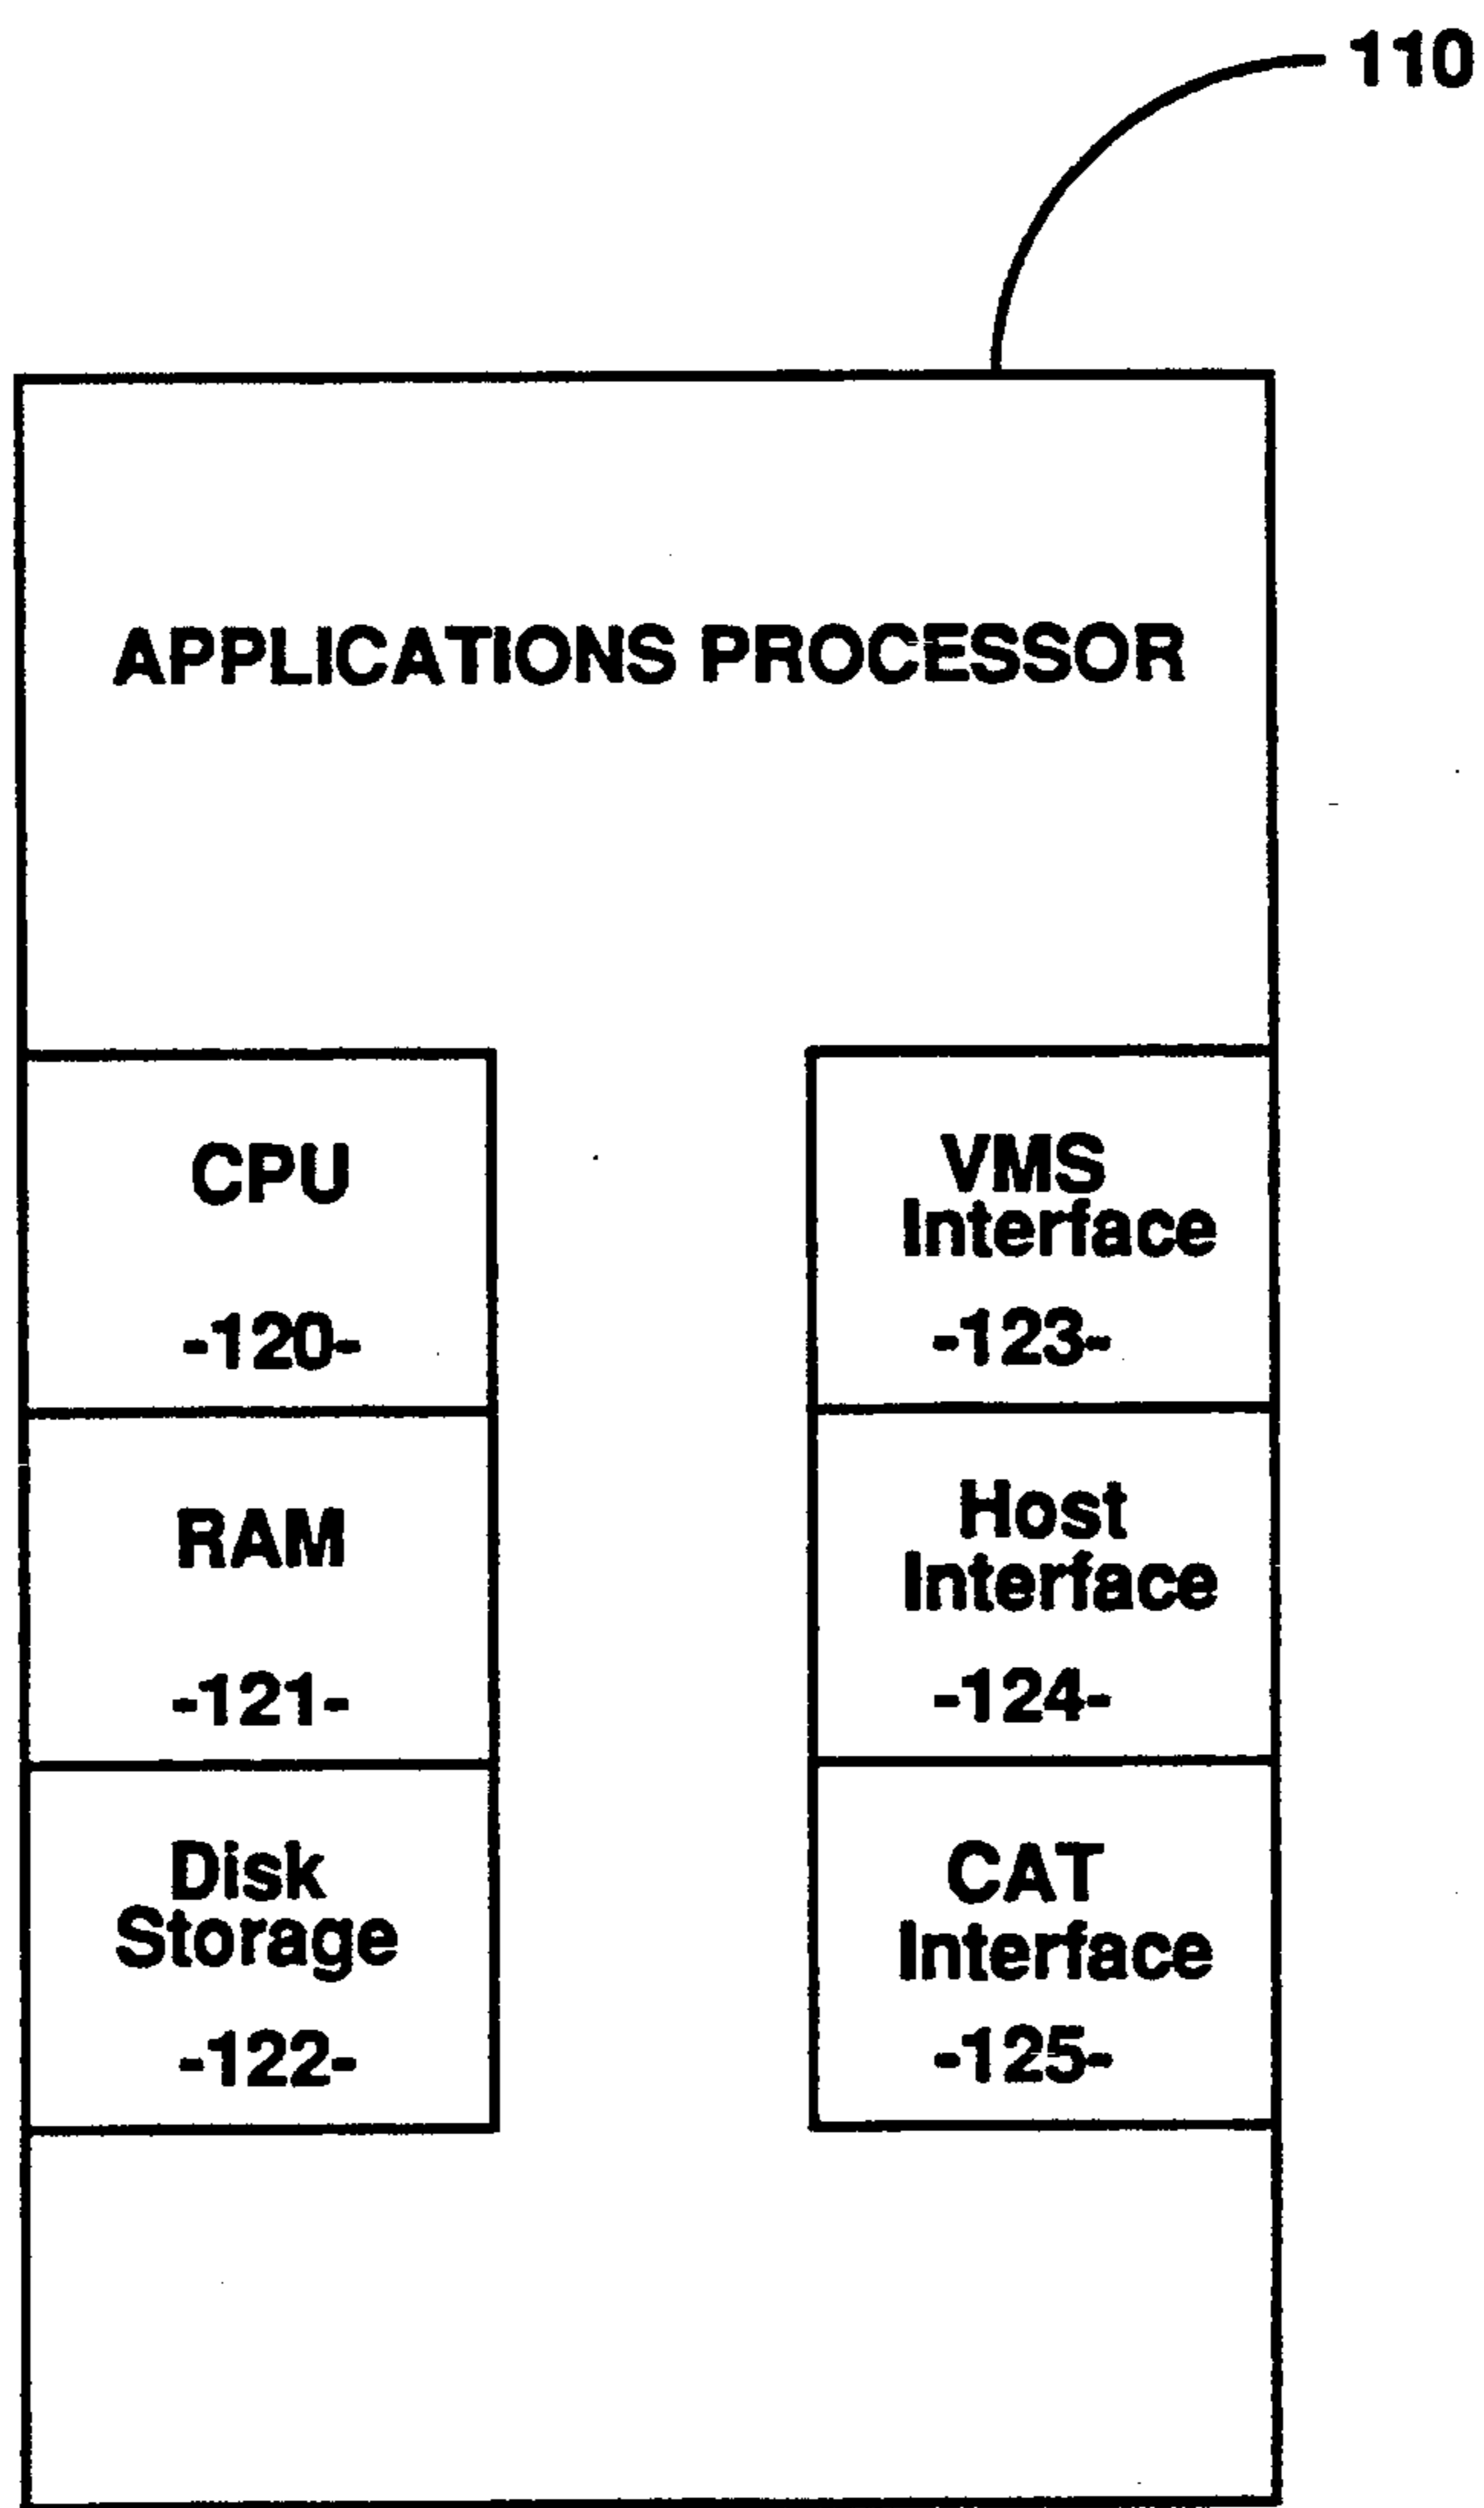 110
APPLICATIONS PROCESSOR
CPU
-120-
RAM
-121-
Disk
Storage
-122-
VMS
Interface
-123-
Host
Interface
-124-
CAT
Interface
-125-